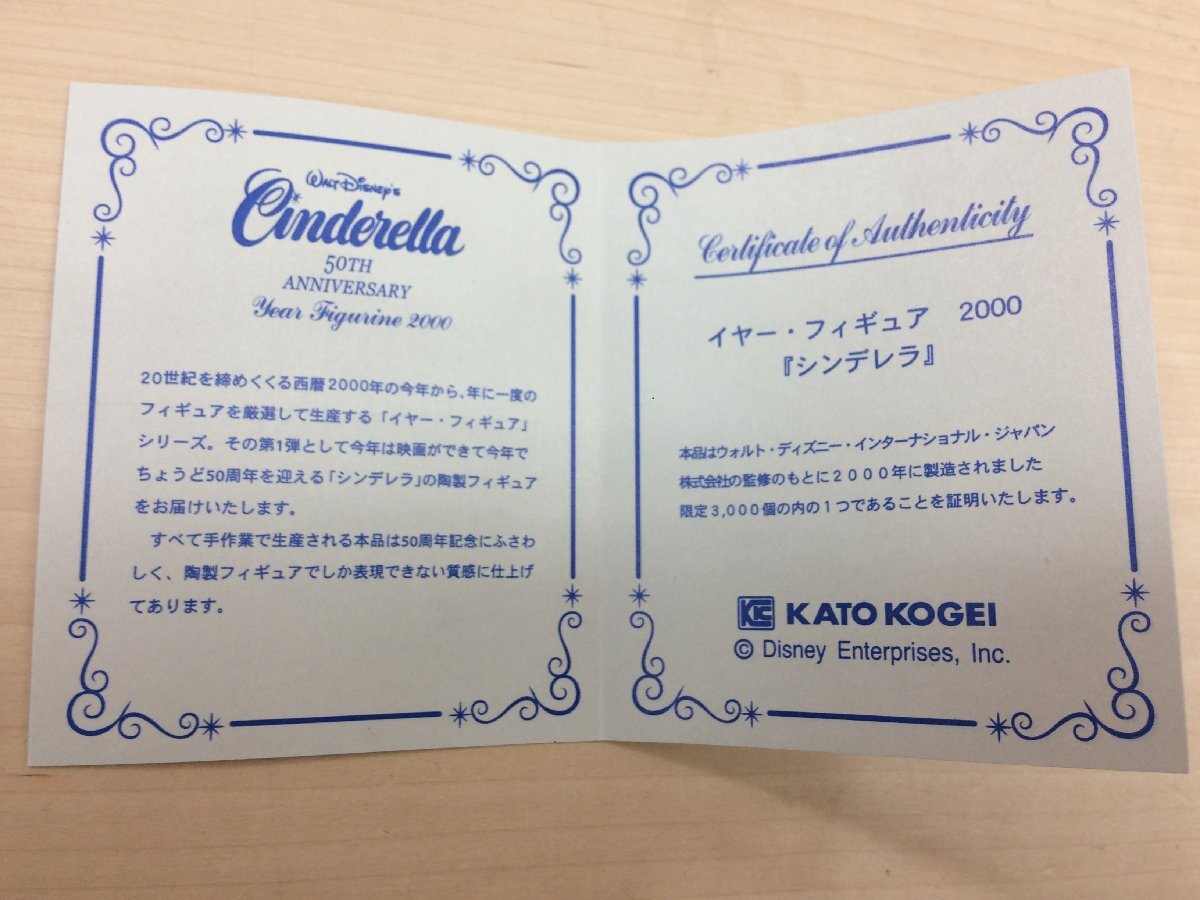 WALT DISNEY'S
Cinderella
50TH
ANNIVERSARY
Year Figurine 2000
20世紀を締めくくる西暦2000年の今年から、年に一度の
フィギュアを厳選して生産する「イヤー・フィギュア」
シリーズ。その第1弾として今年は映画ができて今年で
ちょうど50周年を迎える「シンデレラ」の陶製フィギュア
をお届けいたします。
すべて手作業で生産される本品は50周年記念にふさわ
しく、陶製フィギュアでしか表現できない質感に仕上げ
てあります。
Certificate of Authenticity
イヤー・フィギュア 2000
『シンデレラ』
本品はウォルト・ディズニー・インターナショナル・ジャパン
株式会社の監修のもとに2000年に製造されました
限定3,000個の内の1つであることを証明いたします。
KIC KATO KOGEI
© Disney Enterprises, Inc.